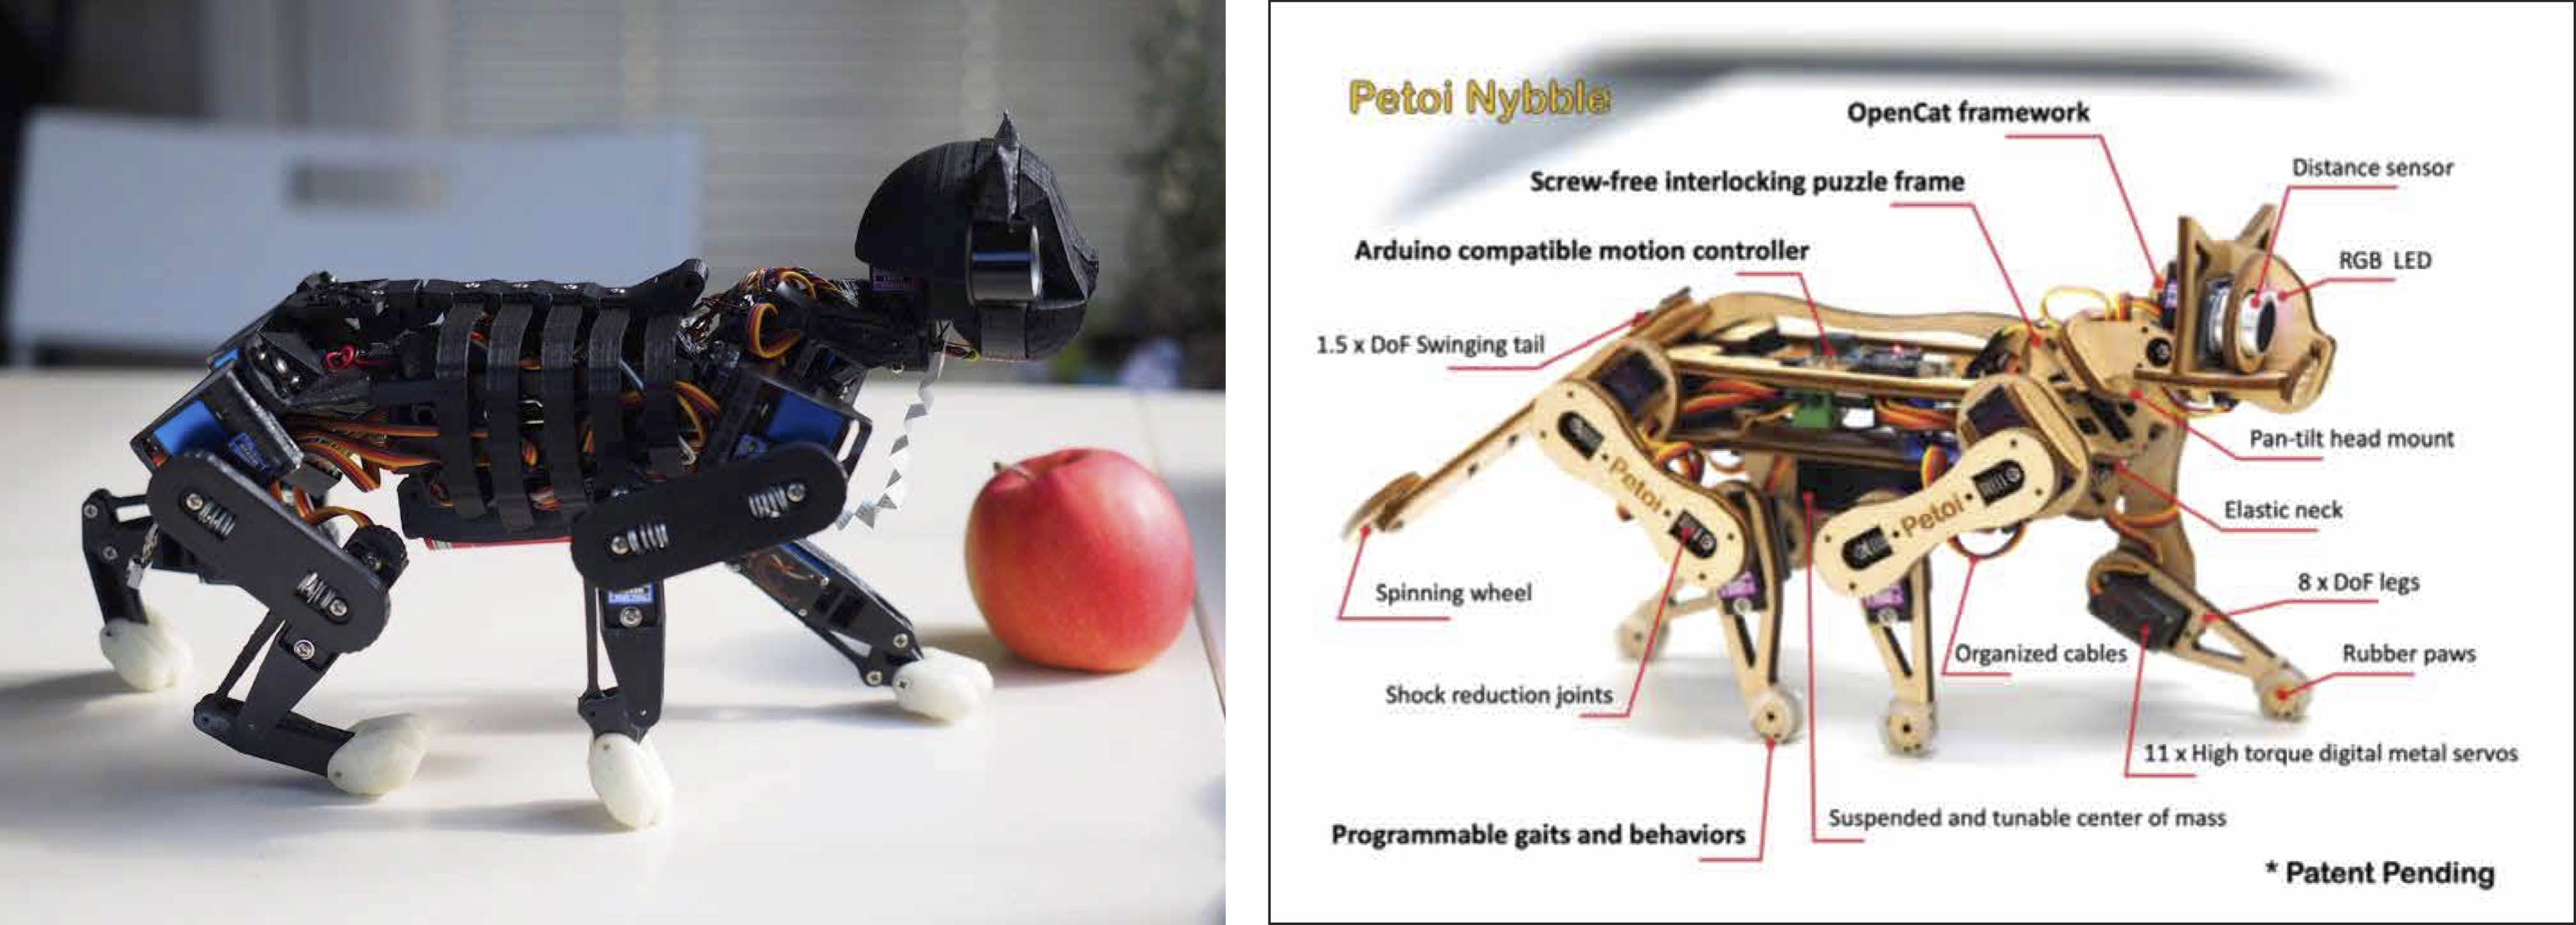 Petoi Nybble
OpenCat framework
Distance sensor
Screw-free interlocking puzzle frame
Arduino compatible motion controller
RGB LED
1.5 x DoF Swinging tail
Pan-tilt head mount
Petoi
Petoi
Elastic neck
Spinning wheel
8 x DoF legs
Organized cables
Rubber paws
Shock reduction joints
11 x High torque digital metal servos
Suspended and tunable center of mass
Programmable gaits and behaviors
* Patent Pending